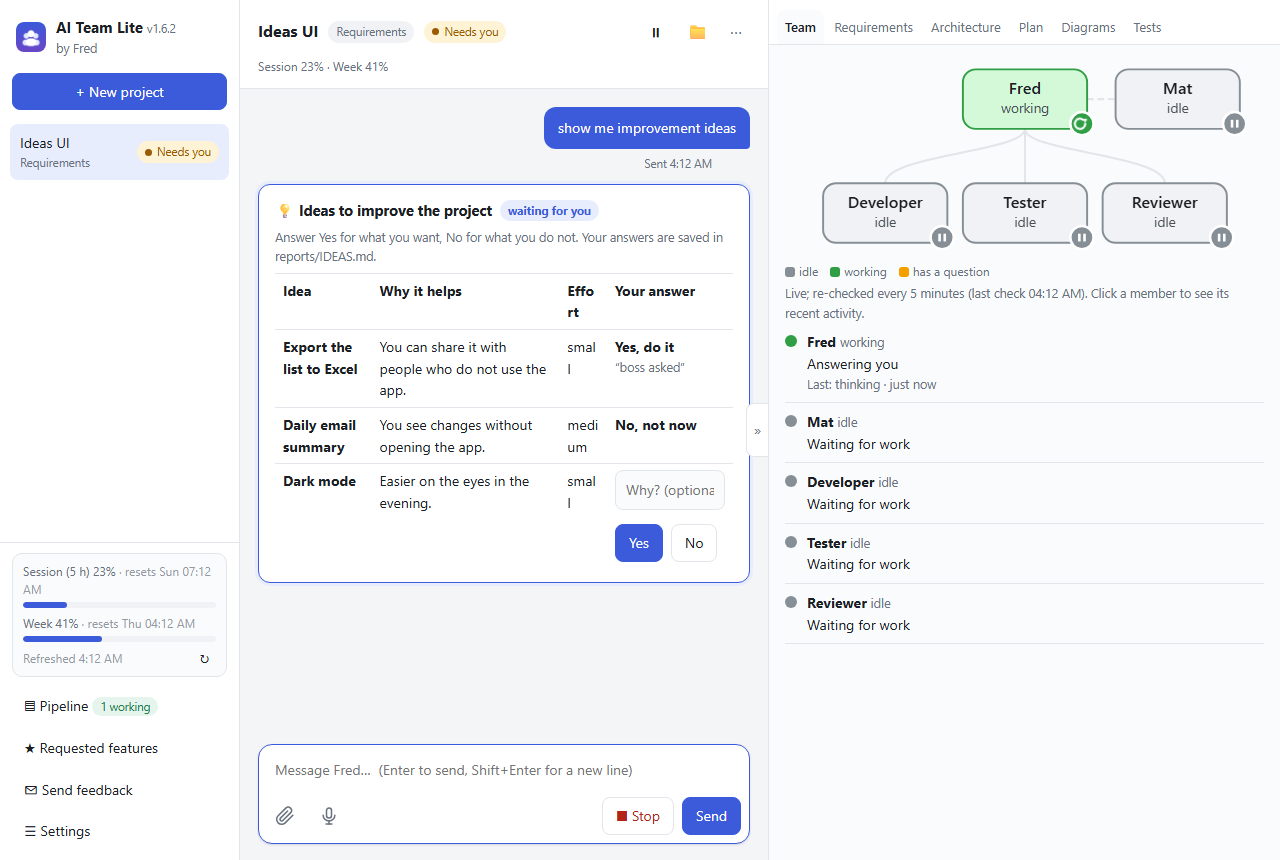 AI Team Lite v1.6.2
by Fred
+ New project
Ideas UI
Requirements
Needs you
Session (5 h) 23% · resets Sun 07:12
AM
Week 41% · resets Thu 04:12 AM
Refreshed 4:12 AM
Pipeline 1 working
Requested features
Send feedback
Settings
Ideas UI Requirements Needs you
Session 23% · Week 41%
show me improvement ideas
Sent 4:12 AM
Ideas to improve the project waiting for you
Answer Yes for what you want, No for what you do not. Your answers are saved in
reports/IDEAS.md.
Idea Why it helps Effo
rt Your answer
Export the
list to Excel
You can share it with
people who do not use the
app.
smal
l
Yes, do it
“boss asked”
Daily email
summary
You see changes without
opening the app.
medi
um
No, not now
Dark mode
Easier on the eyes in the
evening.
smal
l
Why? (optiona
Yes No
»
Message Fred... (Enter to send, Shift+Enter for a new line)
Stop Send
Team Requirements Architecture Plan Diagrams Tests
Fred
working
Mat
idle
Developer
idle
Tester
idle
Reviewer
idle
idle working has a question
Live; re-checked every 5 minutes (last check 04:12 AM). Click a member to see its
recent activity.
Fred working
Answering you
Last: thinking · just now
Mat idle
Waiting for work
Developer idle
Waiting for work
Tester idle
Waiting for work
Reviewer idle
Waiting for work